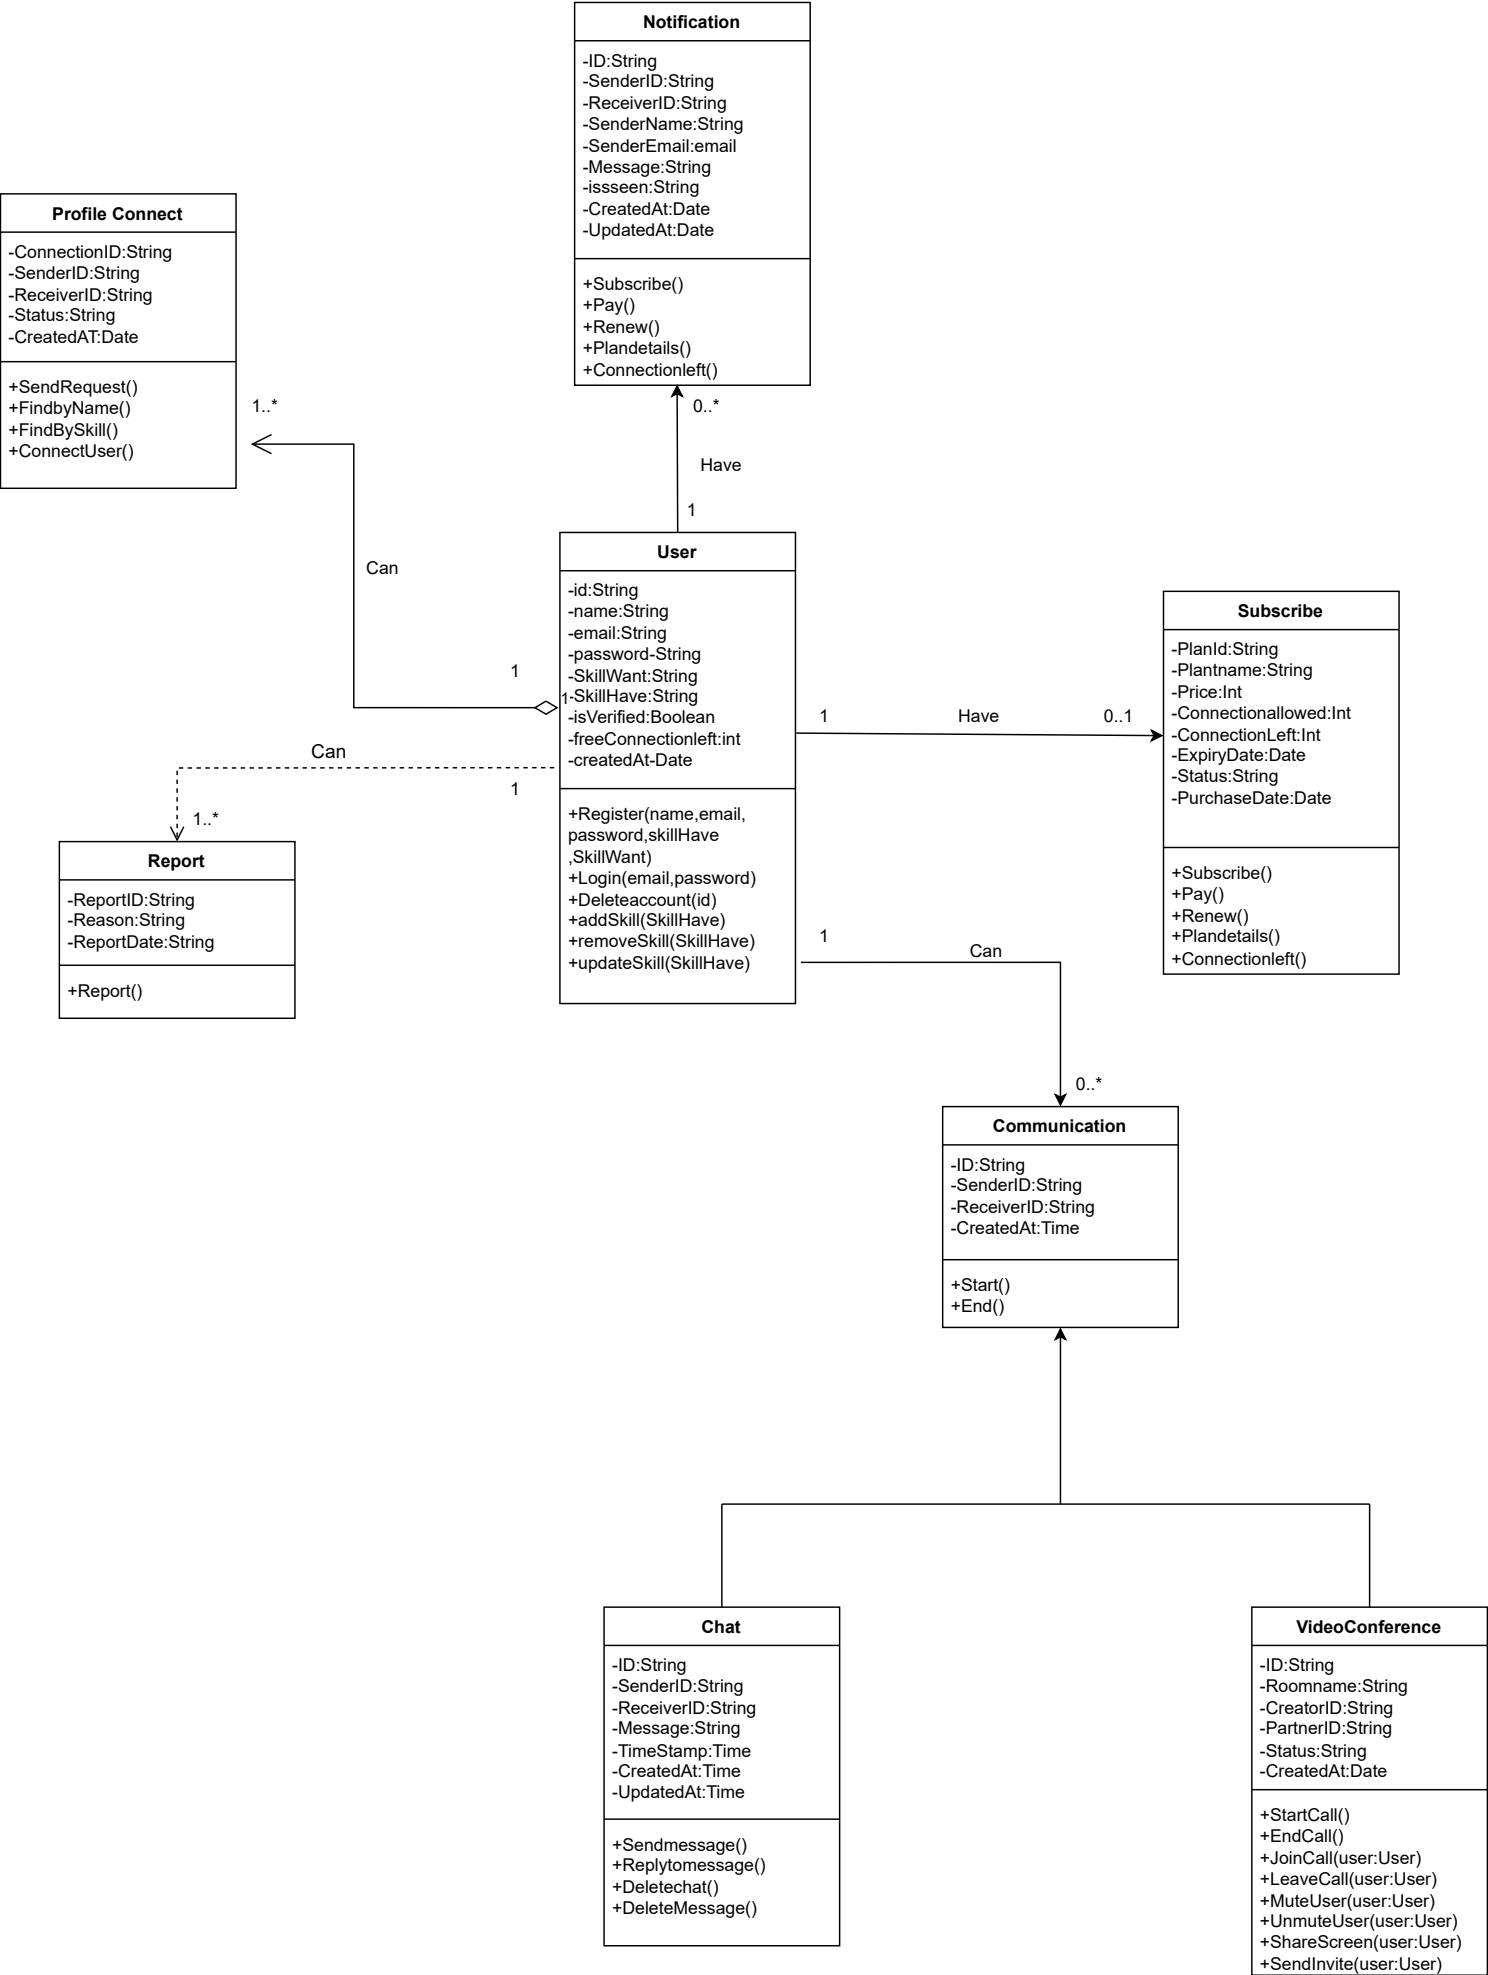 Notification
-ID:String
-SenderID:String
-ReceiverID:String
-SenderName:String
-SenderEmail:email
-Message:String
-issseen:String
-CreatedAt:Date
-UpdatedAt:Date
+Subscribe()
+Pay()
+Renew()
+Plandetails()
+Connectionleft()
Profile Connect
-ConnectionID:String
-SenderID:String
-ReceiverID:String
-Status:String
-CreatedAT:Date
+SendRequest()
+FindbyName()
+FindBySkill()
+ConnectUser()
1..*
0..*
Have
1
Can
1
1
User
-id:String
-name:String
-email:String
-password-String
-SkillWant:String
-SkillHave:String
-isVerified:Boolean
-freeConnectionleft:int
-createdAt-Date
+Register(name,email,
password,skillHave
,SkillWant)
+Login(email,password)
+Deleteaccount(id)
+addSkill(SkillHave)
+removeSkill(SkillHave)
+updateSkill(SkillHave)
1
Have
0..1
Subscribe
-PlanId:String
-Plantname:String
-Price:Int
-Connectionallowed:Int
-ConnectionLeft:Int
-ExpiryDate:Date
-Status:String
-PurchaseDate:Date
+Subscribe()
+Pay()
+Renew()
+Plandetails()
+Connectionleft()
Can
1
1..*
Report
-ReportID:String
-Reason:String
-ReportDate:String
+Report()
1
Can
0..*
Communication
-ID:String
-SenderID:String
-ReceiverID:String
-CreatedAt:Time
+Start()
+End()
Chat
-ID:String
-SenderID:String
-ReceiverID:String
-Message:String
-TimeStamp:Time
-CreatedAt:Time
-UpdatedAt:Time
+Sendmessage()
+Replytomessage()
+Deletechat()
+DeleteMessage()
VideoConference
-ID:String
-Roomname:String
-CreatorID:String
-PartnerID:String
-Status:String
-CreatedAt:Date
+StartCall()
+EndCall()
+JoinCall(user:User)
+LeaveCall(user:User)
+MuteUser(user:User)
+UnmuteUser(user:User)
+ShareScreen(user:User)
+SendInvite(user:User)